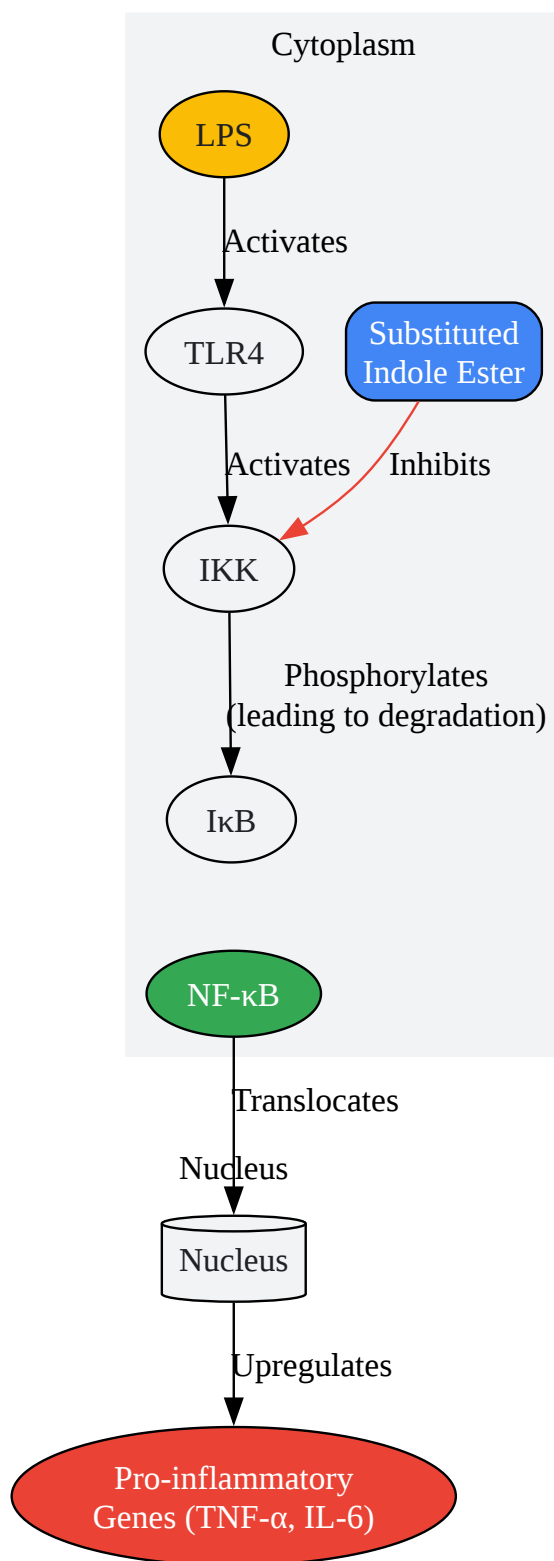 Cytoplasm
LPS
Activates
TLR4
Substituted
Indole Ester
Activates
Inhibits
IKK
Phosphorylates
(leading to degradation)
IκB
NF-κB
Translocates
Nucleus
Nucleus
Upregulates
Pro-inflammatory
Genes (TNF-α, IL-6)